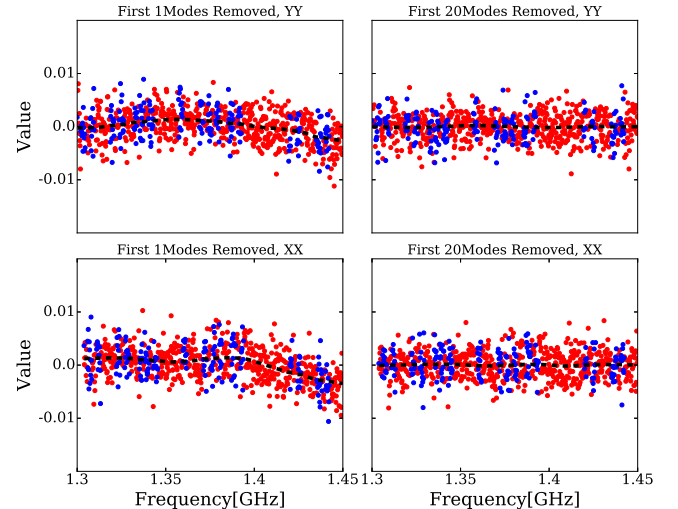 First 1Modes Removed, YY
First 20Modes Removed, YY
0.01
0.0
-0.01
Value
First 1Modes Removed, XX
First 20Modes Removed, XX
0.01
0.0
-0.01
Value
1.3 1.35 1.4 1.45 1.35 1.4 1.45
Frequency[GHz] Frequency[GHz]